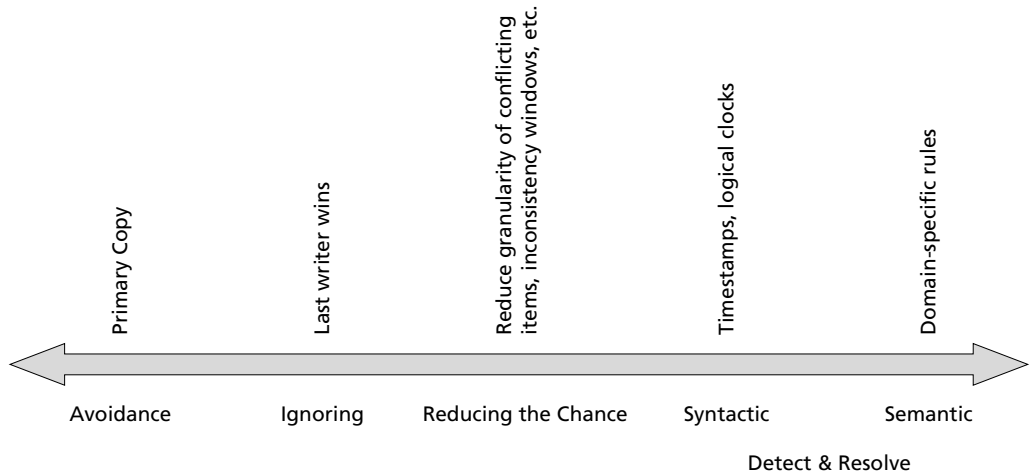 Primary Copy
Last writer wins
Reduce granularity of conflicting
items, inconsistency windows, etc.
Timestamps, logical clocks
Domain-specific rules
Avoidance
Ignoring
Reducing the Chance
Syntactic
Semantic
Detect & Resolve